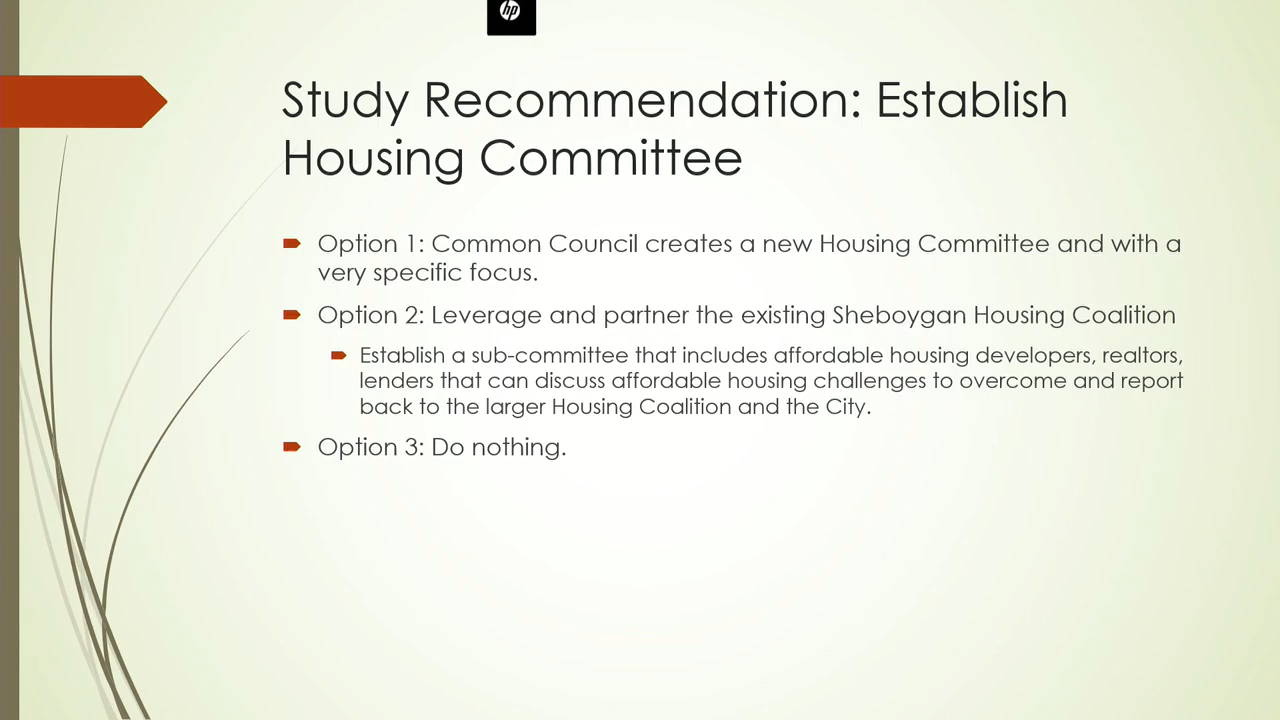 hp
Study Recommendation: Establish
Housing Committee
Option 1: Common Council creates a new Housing Committee and with a
very specific focus.
Option 2: Leverage and partner the existing Sheboygan Housing Coalition
Establish a sub-committee that includes affordable housing developers, realtors,
lenders that can discuss affordable housing challenges to overcome and report
back to the larger Housing Coalition and the City.
Option 3: Do nothing.